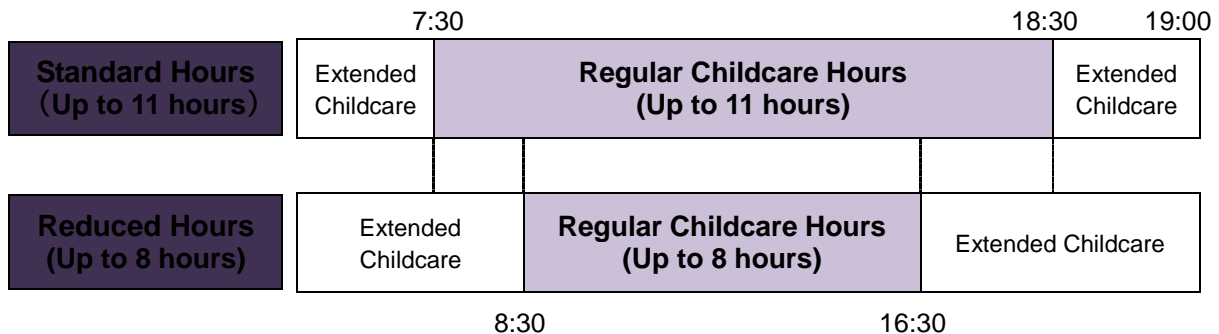 7:30 18:30 19:00
Standard Hours
（Up to 11 hours）
Extended
Childcare
Regular Childcare Hours
(Up to 11 hours)
Extended
Childcare
Reduced Hours
(Up to 8 hours)
Extended
Childcare
Regular Childcare Hours
(Up to 8 hours)
Extended Childcare
8:30 16:30